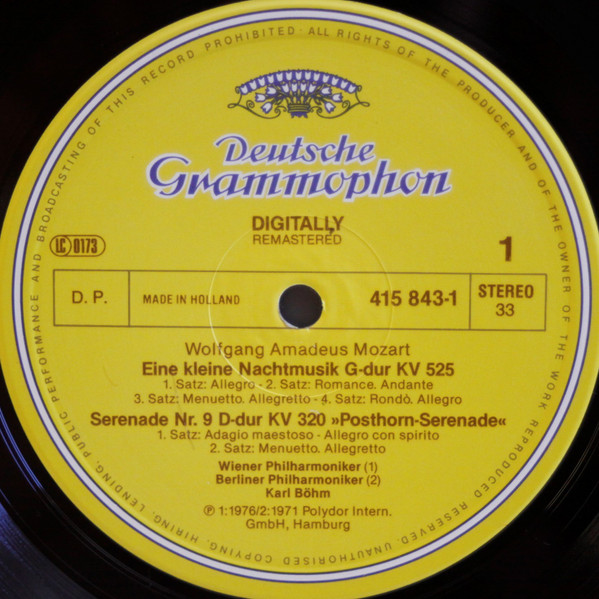 ALL RIGHTS OF THE PRODUCER AND OF THE OWNER OF THE WORK REPRODUCED RESERVED. UNAUTHORISED COPYING, HIRING, LENDING, PUBLIC PERFORMANCE AND BROADCASTING OF THIS RECORD PROHIBITED ·
Deutsche
Grammophon
DIGITALLY
REMASTERED
LC 0173
1
D. P.
MADE IN HOLLAND
415 843-1
STEREO
33
Wolfgang Amadeus Mozart
Eine kleine Nachtmusik G-dur KV 525
1. Satz: Allegro - 2. Satz: Romance. Andante
3. Satz: Menuetto. Allegretto - 4. Satz: Rondò. Allegro
Serenade Nr. 9 D-dur KV 320 »Posthorn-Serenade«
1. Satz: Adagio maestoso - Allegro con spirito
2. Satz: Menuetto. Allegretto
Wiener Philharmoniker (1)
Berliner Philharmoniker (2)
Karl Böhm
℗ 1:1976/2:1971 Polydor Intern.
GmbH, Hamburg